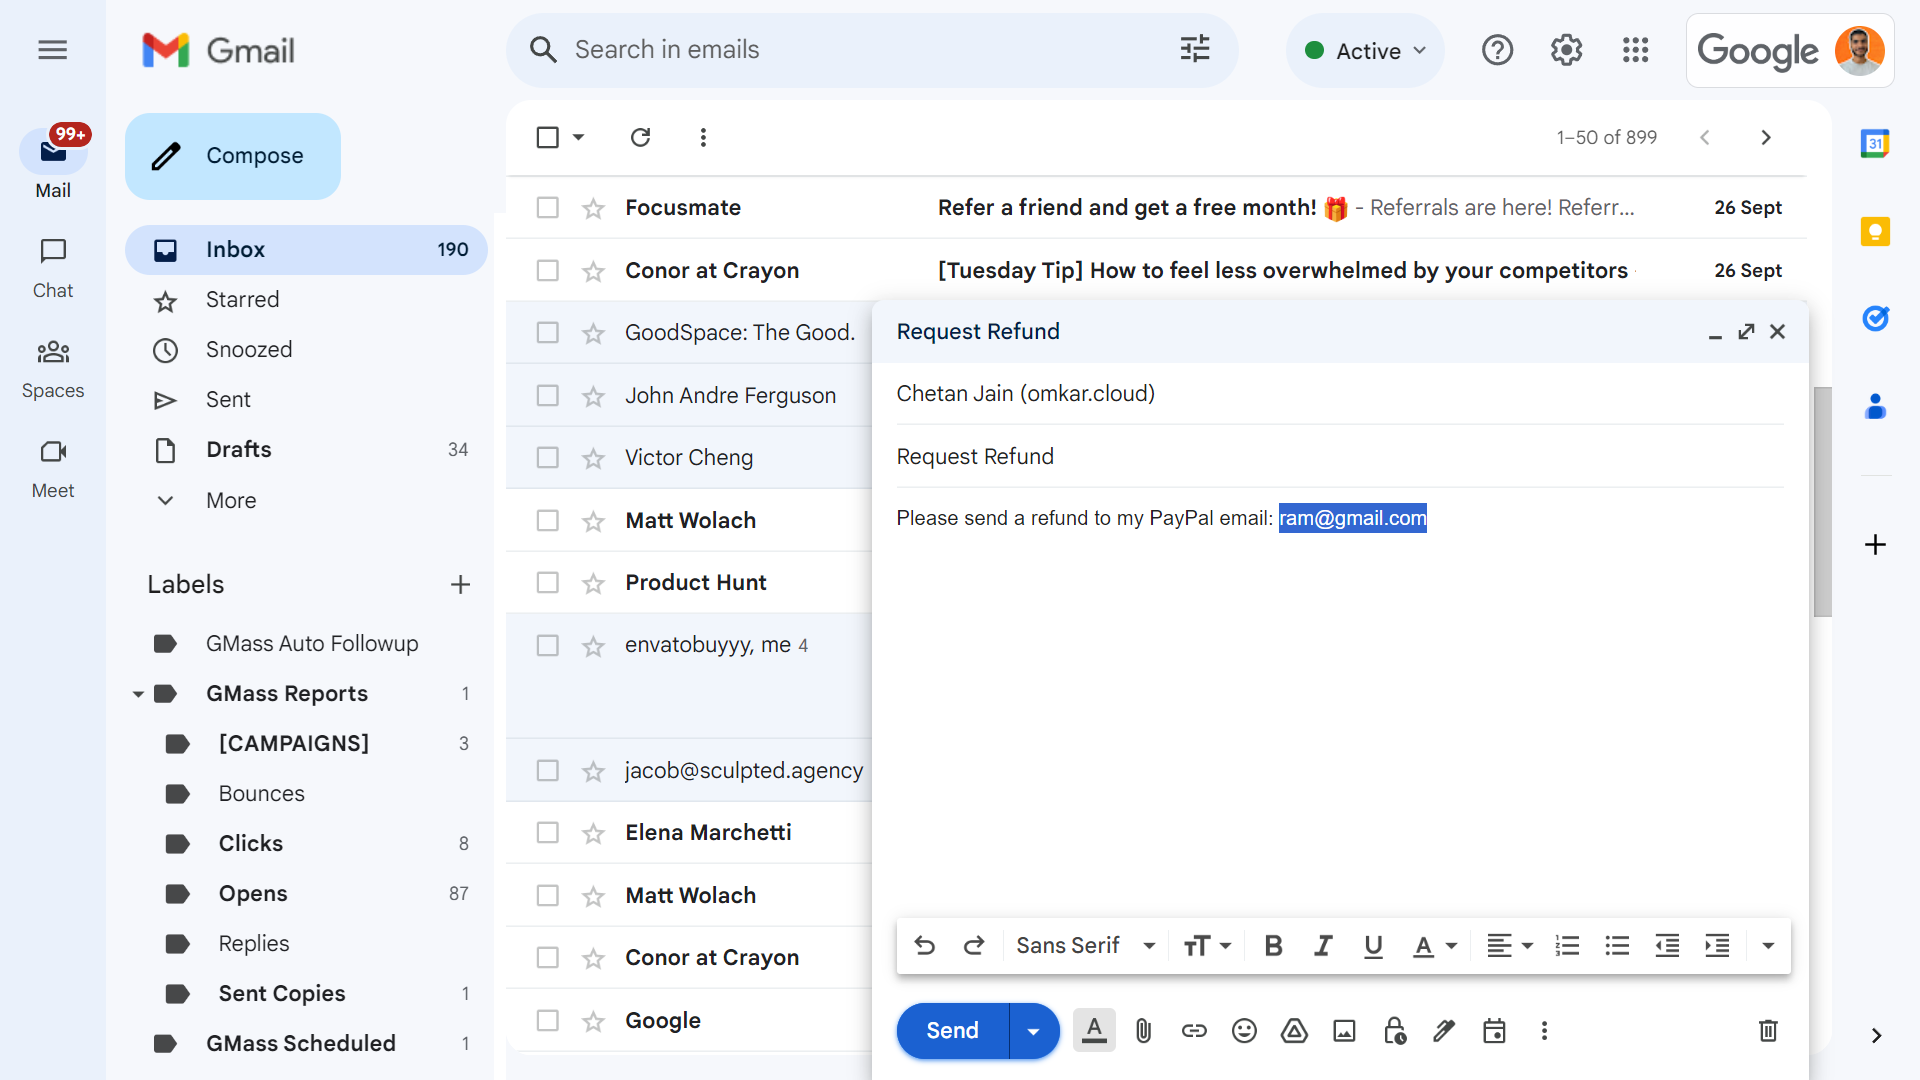 Gmail
Search in emails
Active
Google
99+
Mail
Chat
Spaces
Meet
Compose
Inbox 190
Starred
Snoozed
Sent
Drafts 34
More
Labels
GMass Auto Followup
GMass Reports 1
[CAMPAIGNS] 3
Bounces
Clicks 8
Opens 87
Replies
Sent Copies 1
GMass Scheduled 1
1–50 of 899
Focusmate Refer a friend and get a free month! 🎁 - Referrals are here! Referr... 26 Sept
Conor at Crayon [Tuesday Tip] How to feel less overwhelmed by your competitors 26 Sept
GoodSpace: The Good.
John Andre Ferguson
Victor Cheng
Matt Wolach
Product Hunt
envatobuyyy, me 4
jacob@sculpted.agency
Elena Marchetti
Matt Wolach
Conor at Crayon
Google
Request Refund
Chetan Jain (omkar.cloud)
Request Refund
Please send a refund to my PayPal email: ram@gmail.com
Sans Serif
Send
31